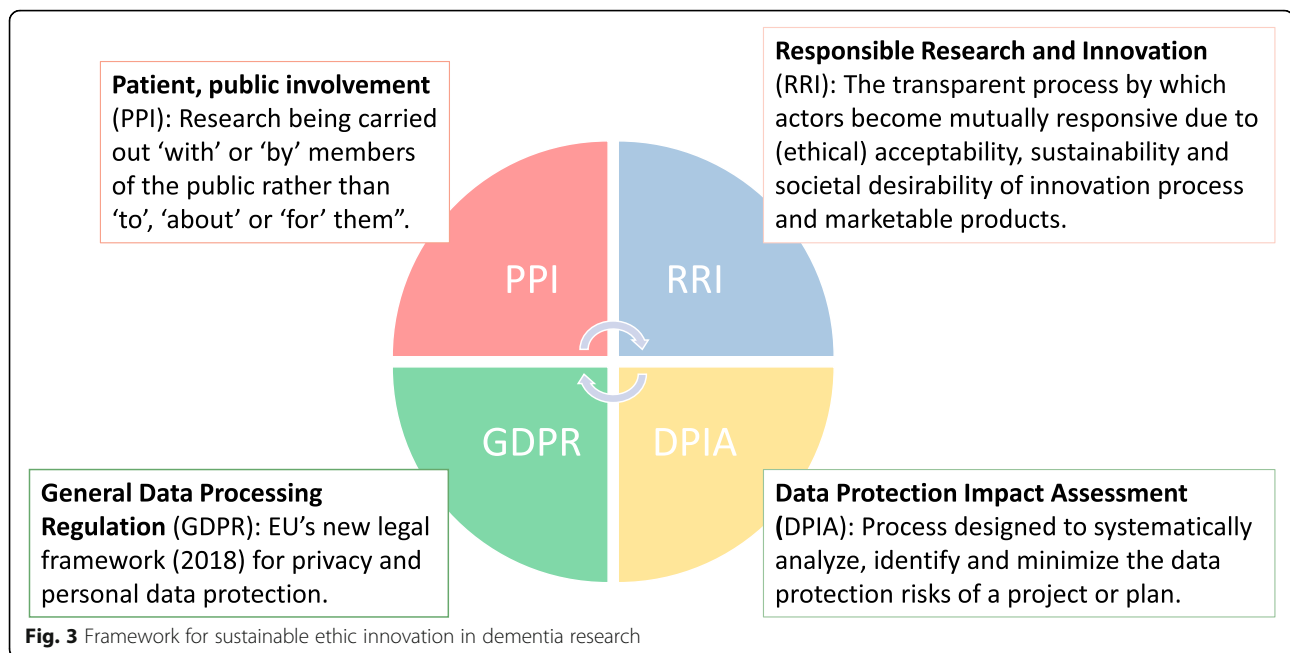 Patient, public involvement
(PPI): Research being carried
out ‘with’ or ‘by’ members
of the public rather than
‘to’, ‘about’ or ‘for’ them”.
Responsible Research and Innovation
(RRI): The transparent process by which
actors become mutually responsive due to
(ethical) acceptability, sustainability and
societal desirability of innovation process
and marketable products.
PPI
RRI
GDPR
DPIA
General Data Processing
Regulation (GDPR): EU’s new legal
framework (2018) for privacy and
personal data protection.
Data Protection Impact Assessment
(DPIA): Process designed to systematically
analyze, identify and minimize the data
protection risks of a project or plan.
Fig. 3 Framework for sustainable ethic innovation in dementia research